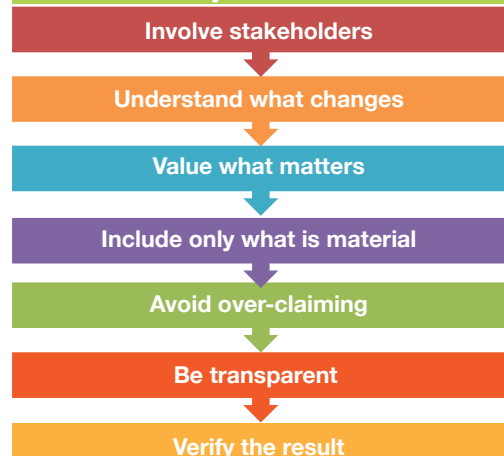 Involve stakeholders
Understand what changes
Value what matters
Include only what is material
Avoid over-claiming
Be transparent
Verify the result